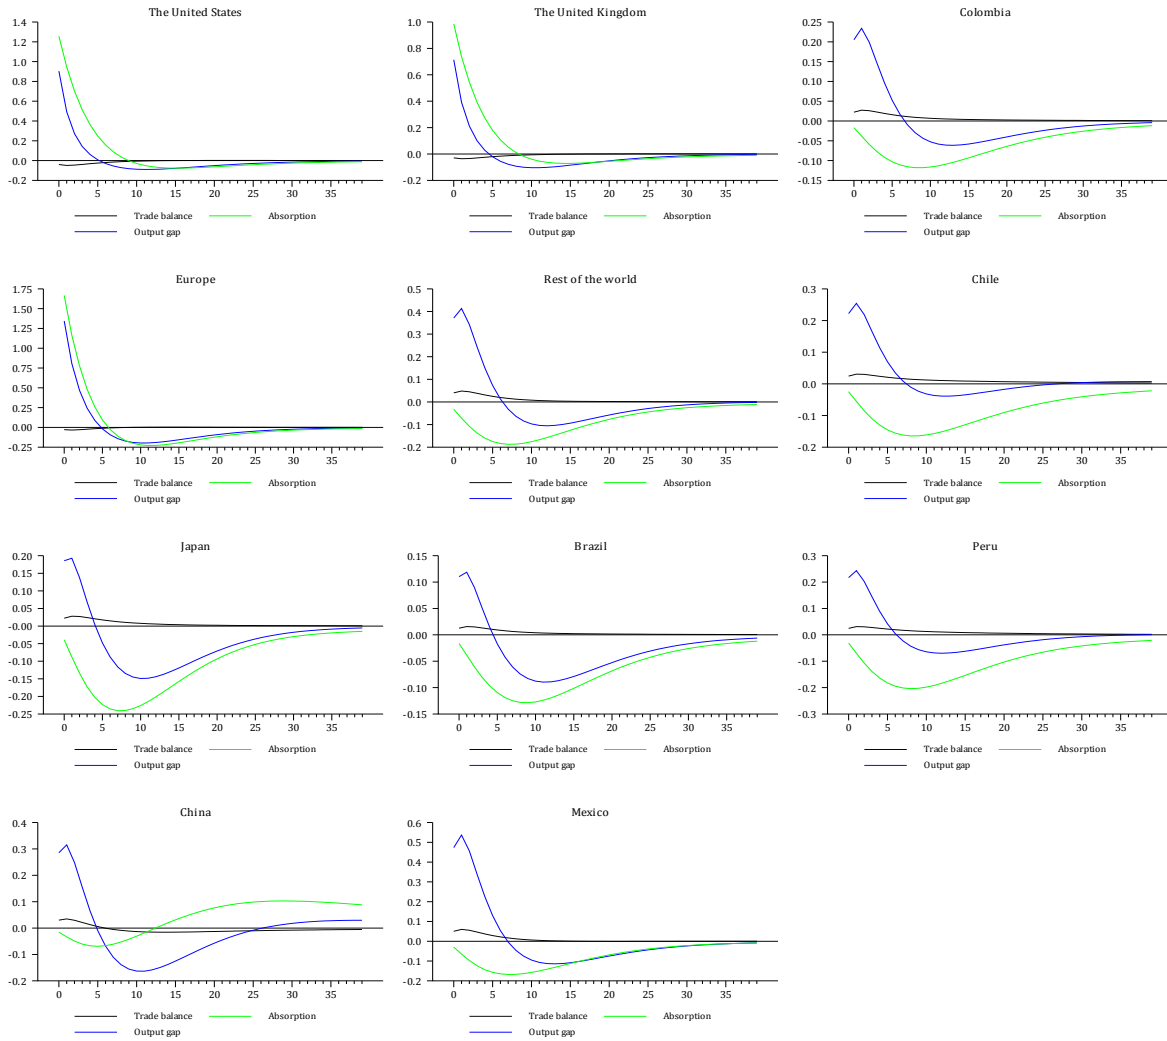 The United States
1.4
1.2
1.0
0.8
0.6
0.4
0.2
0.0
-0.2
0 5 10 15 20 25 30 35
Trade balance Absorption
Output gap
The United Kingdom
1.0
0.8
0.6
0.4
0.2
0.0
-0.2
0 5 10 15 20 25 30 35
Trade balance Absorption
Output gap
Colombia
0.25
0.20
0.15
0.10
0.05
0.00
-0.05
-0.10
-0.15
0 5 10 15 20 25 30 35
Trade balance Absorption
Output gap
Europe
1.75
1.50
1.25
1.00
0.75
0.50
0.25
0.00
-0.25
0 5 10 15 20 25 30 35
Trade balance Absorption
Output gap
Rest of the world
0.5
0.4
0.3
0.2
0.1
0.0
-0.1
-0.2
0 5 10 15 20 25 30 35
Trade balance Absorption
Output gap
Chile
0.3
0.2
0.1
0.0
-0.1
-0.2
0 5 10 15 20 25 30 35
Trade balance Absorption
Output gap
Japan
0.20
0.15
0.10
0.05
-0.00
-0.05
-0.10
-0.15
-0.20
-0.25
0 5 10 15 20 25 30 35
Trade balance Absorption
Output gap
Brazil
0.15
0.10
0.05
0.00
-0.05
-0.10
-0.15
0 5 10 15 20 25 30 35
Trade balance Absorption
Output gap
Peru
0.3
0.2
0.1
0.0
-0.1
-0.2
-0.3
0 5 10 15 20 25 30 35
Trade balance Absorption
Output gap
China
0.4
0.3
0.2
0.1
0.0
-0.1
-0.2
0 5 10 15 20 25 30 35
Trade balance Absorption
Output gap
Mexico
0.6
0.5
0.4
0.3
0.2
0.1
0.0
-0.1
-0.2
0 5 10 15 20 25 30 35
Trade balance Absorption
Output gap